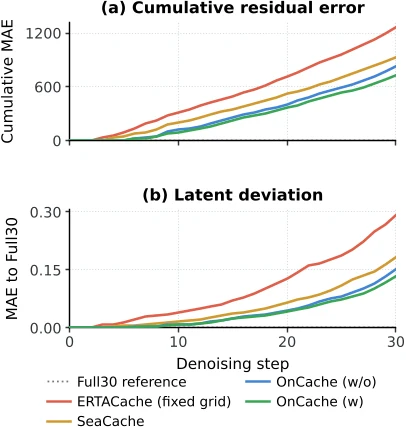 (a) Cumulative residual error
Cumulative MAE
1200
600
0
(b) Latent deviation
MAE to Full30
0.30
0.15
0.00
0 10 20 30
Denoising step
Full30 reference
ERTACache (fixed grid)
SeaCache
OnCache (w/o)
OnCache (w)